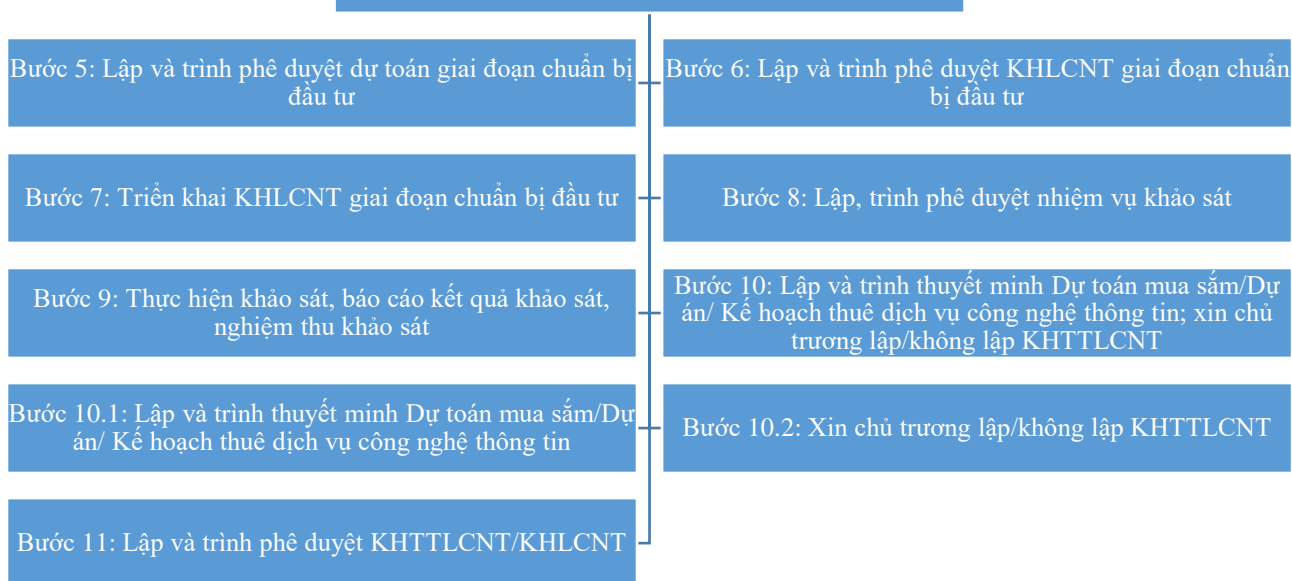 Bước 5: Lập và trình phê duyệt dự toán giai đoạn chuẩn bị
đầu tư
Bước 6: Lập và trình phê duyệt KHLCNT giai đoạn chuẩn
bị đầu tư
Bước 7: Triển khai KHLCNT giai đoạn chuẩn bị đầu tư
Bước 8: Lập, trình phê duyệt nhiệm vụ khảo sát
Bước 9: Thực hiện khảo sát, báo cáo kết quả khảo sát,
nghiệm thu khảo sát
Bước 10: Lập và trình thuyết minh Dự toán mua sắm/Dự
án/ Kế hoạch thuê dịch vụ công nghệ thông tin; xin chủ
trương lập/không lập KHTTLCNT
Bước 10.1: Lập và trình thuyết minh Dự toán mua sắm/Dự
án/ Kế hoạch thuê dịch vụ công nghệ thông tin
Bước 10.2: Xin chủ trương lập/không lập KHTTLCNT
Bước 11: Lập và trình phê duyệt KHTTLCNT/KHLCNT